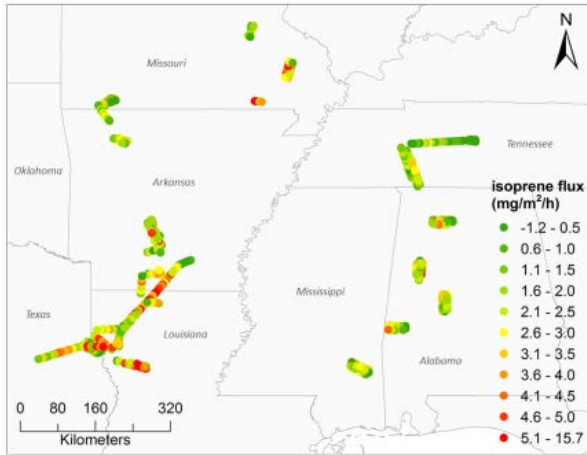 Missouri
N
Oklahoma
Arkansas
Tennessee
Texas
Louisiana
Mississippi
Alabama
isoprene flux
(mg/m²/h)
-1.2 - 0.5
0.6 - 1.0
1.1 - 1.5
1.6 - 2.0
2.1 - 2.5
2.6 - 3.0
3.1 - 3.5
3.6 - 4.0
4.1 - 4.5
4.6 - 5.0
5.1 - 15.7
0 40 80 160 240 320
Kilometers